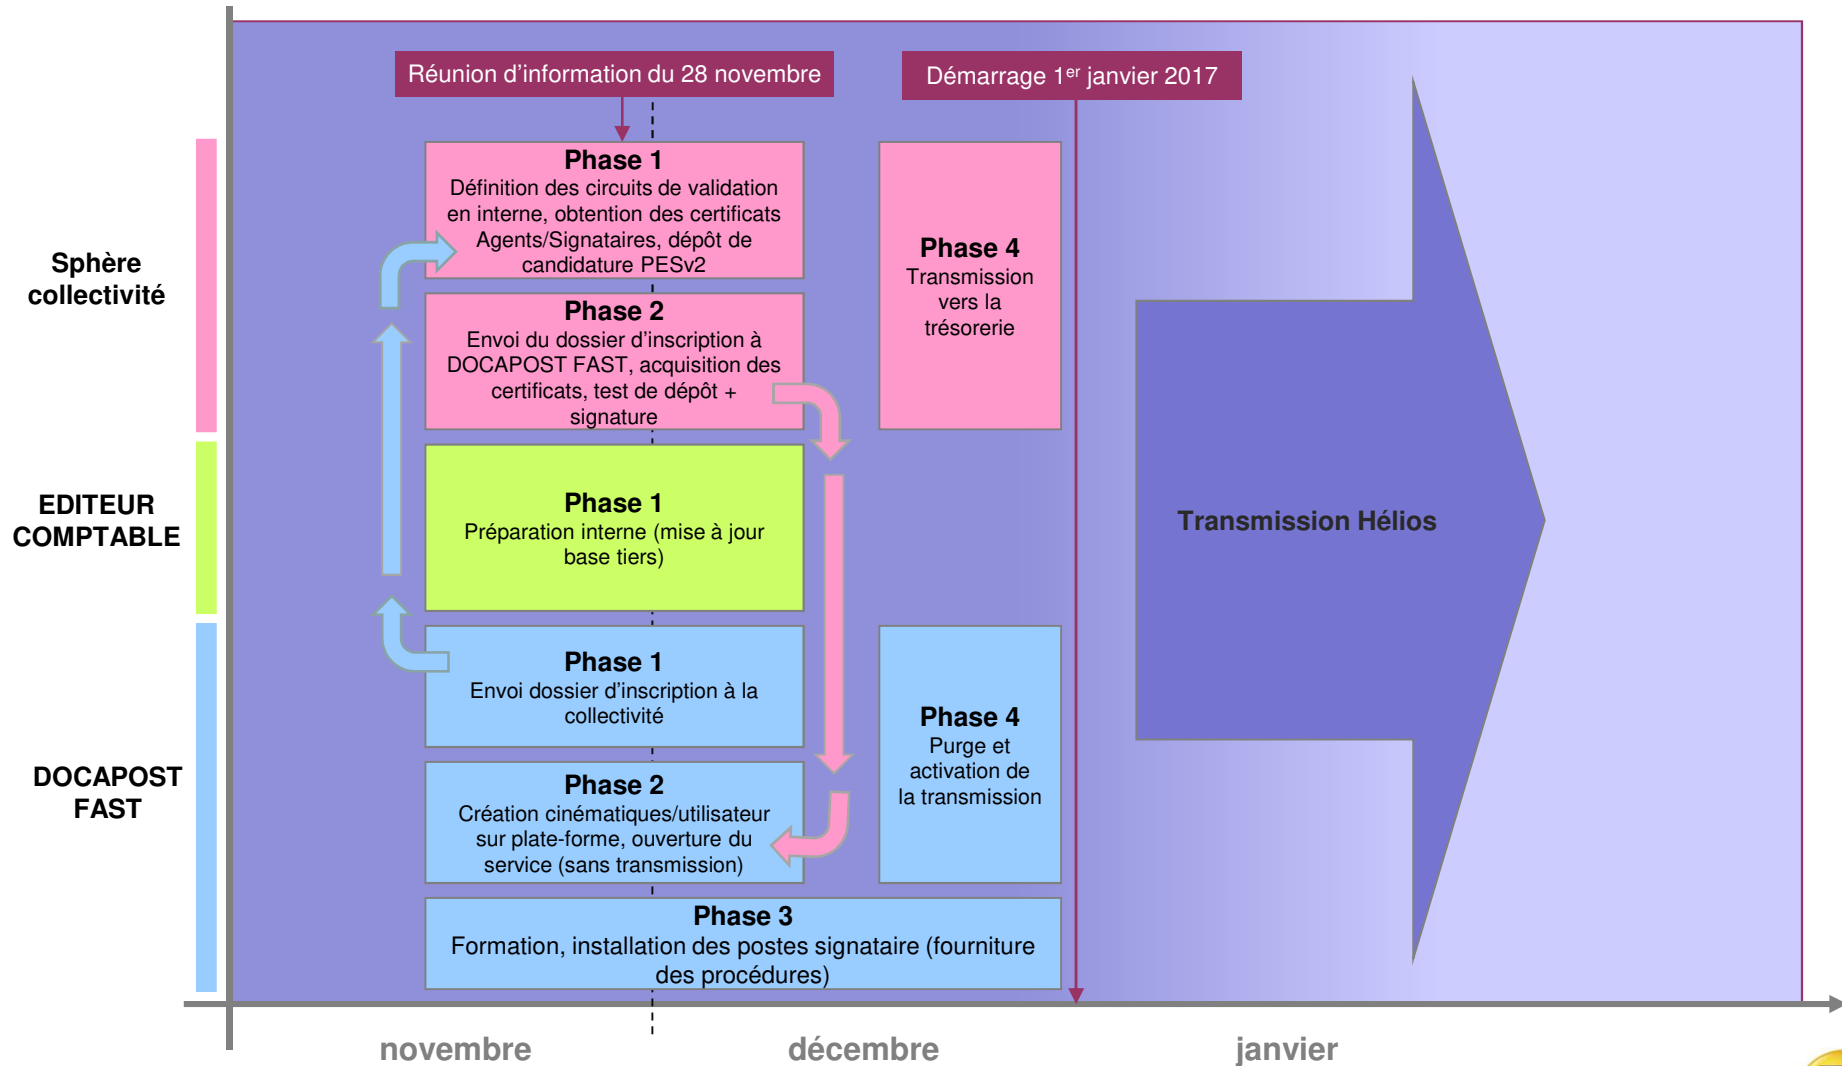 Réunion d'information du 28 novembre
Démarrage 1er janvier 2017
Sphère
collectivité
Phase 1
Définition des circuits de validation
en interne, obtention des certificats
Agents/Signataires, dépôt de
candidature PESv2
Phase 2
Envoi du dossier d'inscription à
DOCAPOST FAST, acquisition des
certificats, test de dépôt +
signature
Phase 4
Transmission
vers la
trésorerie
EDITEUR
COMPTABLE
Phase 1
Préparation interne (mise à jour
base tiers)
Transmission Hélios
DOCAPOST
FAST
Phase 1
Envoi dossier d'inscription à la
collectivité
Phase 2
Création cinématiques/utilisateur
sur plate-forme, ouverture du
service (sans transmission)
Phase 4
Purge et
activation de
la transmission
Phase 3
Formation, installation des postes signataire (fourniture
des procédures)
novembre
décembre
janvier